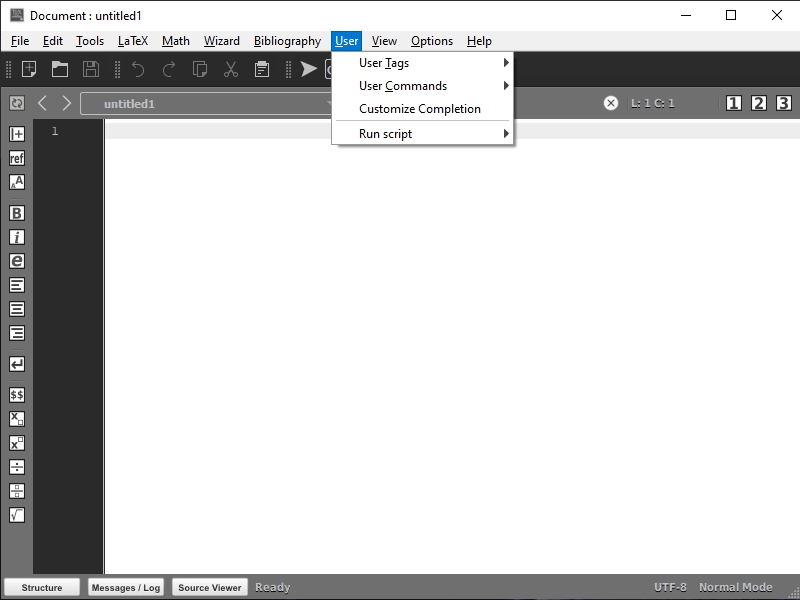 Document : untitled1
File Edit Tools LaTeX Math Wizard Bibliography User View Options Help
User Tags
User Commands
Customize Completion
Run script
untitled1
L: 1 C: 1
1 2 3
1
ref
A A
B
i
e
$$
X
X
Structure Messages / Log Source Viewer Ready UTF-8 Normal Mode